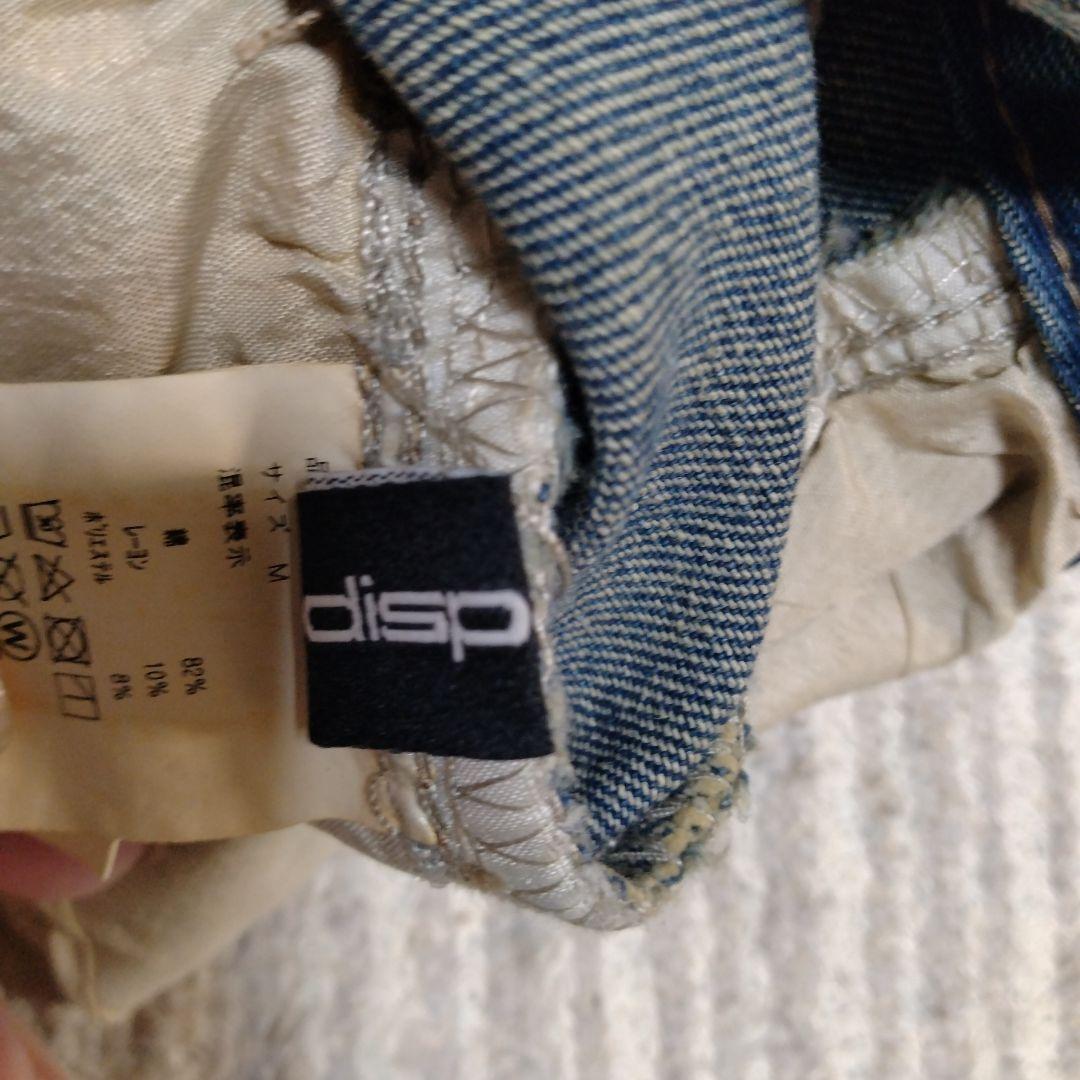 disp
サイズ M
混率表示
綿 82%
レーヨン 10%
ポリエステル 8%
W